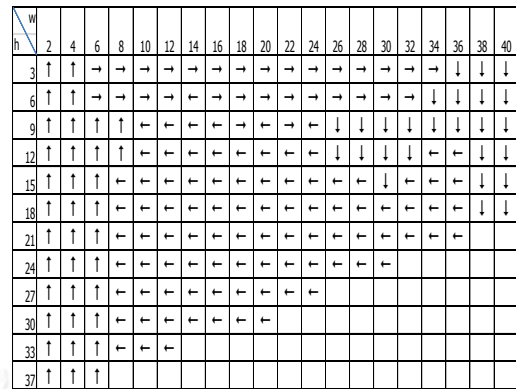 w
h 2 4 6 8 10 12 14 16 18 20 22 24 26 28 30 32 34 36 38 40
3 ↑ ↑ → → → → → → → → → → → → → → → ↓ ↓ ↓
6 ↑ ↑ → → → ← → → → → → → → → → → ↓ ↓ ↓ ↓
9 ↑ ↑ ↑ ↑ ← ← ← ← → ← → ← ↓ ↓ ↓ ↓ ↓ ↓ ↓ ↓
12 ↑ ↑ ↑ ↑ ← ← ← ← ← ← ← ← ↓ ↓ ↓ ↓ ← ← ↓ ↓
15 ↑ ↑ ↑ ← ← ← ← ← ← ← ← ← ← ← ↓ ← ← ← ↓ ↓
18 ↑ ↑ ↑ ← ← ← ← ← ← ← ← ← ← ← ← ← ← ← ↓ ↓
21 ↑ ↑ ↑ ← ← ← ← ← ← ← ← ← ← ← ← ← ← ←
24 ↑ ↑ ↑ ← ← ← ← ← ← ← ← ← ← ← ←
27 ↑ ↑ ↑ ← ← ← ← ← ← ← ← ←
30 ↑ ↑ ↑ ← ← ← ← ← ← ←
33 ↑ ↑ ↑ ← ← ←
37 ↑ ↑ ↑